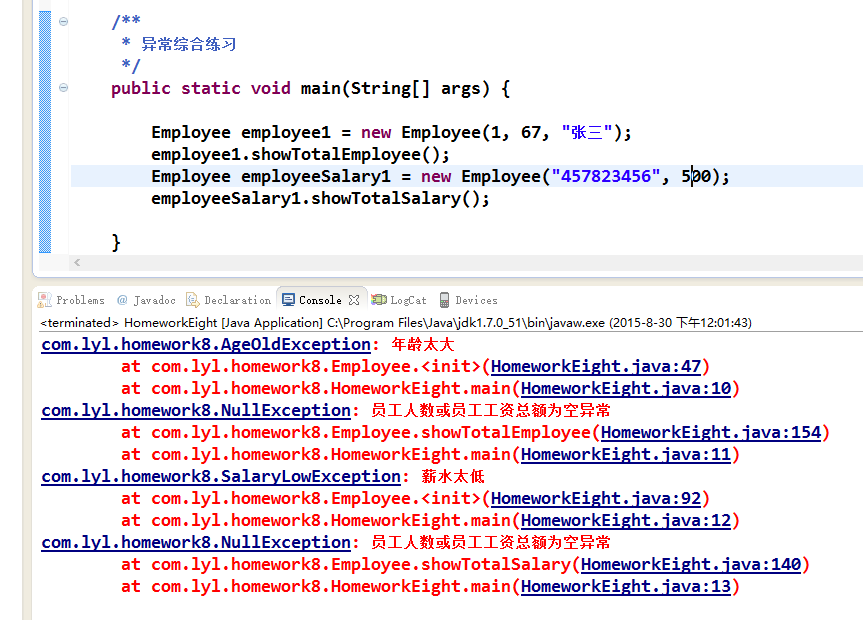 /**
* 异常综合练习
*/
public static void main(String[] args) {
Employee employee1 = new Employee(1, 67, "张三");
employee1.showTotalEmployee();
Employee employeeSalary1 = new Employee("457823456", 500);
employeeSalary1.showTotalSalary();
}
Problems @ Javadoc Declaration Console LogCat Devices
<terminated> HomeworkEight [Java Application] C:\Program Files\Java\jdk1.7.0_51\bin\javaw.exe (2015-8-30 下午12:01:43)
com.lyl.homework8.AgeOldException: 年龄太大
at com.lyl.homework8.Employee.<init>(HomeworkEight.java:47)
at com.lyl.homework8.HomeworkEight.main(HomeworkEight.java:10)
com.lyl.homework8.NullException: 员工人数或员工工资总额为空异常
at com.lyl.homework8.Employee.showTotalEmployee(HomeworkEight.java:154)
at com.lyl.homework8.HomeworkEight.main(HomeworkEight.java:11)
com.lyl.homework8.SalaryLowException: 薪水太低
at com.lyl.homework8.Employee.<init>(HomeworkEight.java:92)
at com.lyl.homework8.HomeworkEight.main(HomeworkEight.java:12)
com.lyl.homework8.NullException: 员工人数或员工工资总额为空异常
at com.lyl.homework8.Employee.showTotalSalary(HomeworkEight.java:140)
at com.lyl.homework8.HomeworkEight.main(HomeworkEight.java:13)